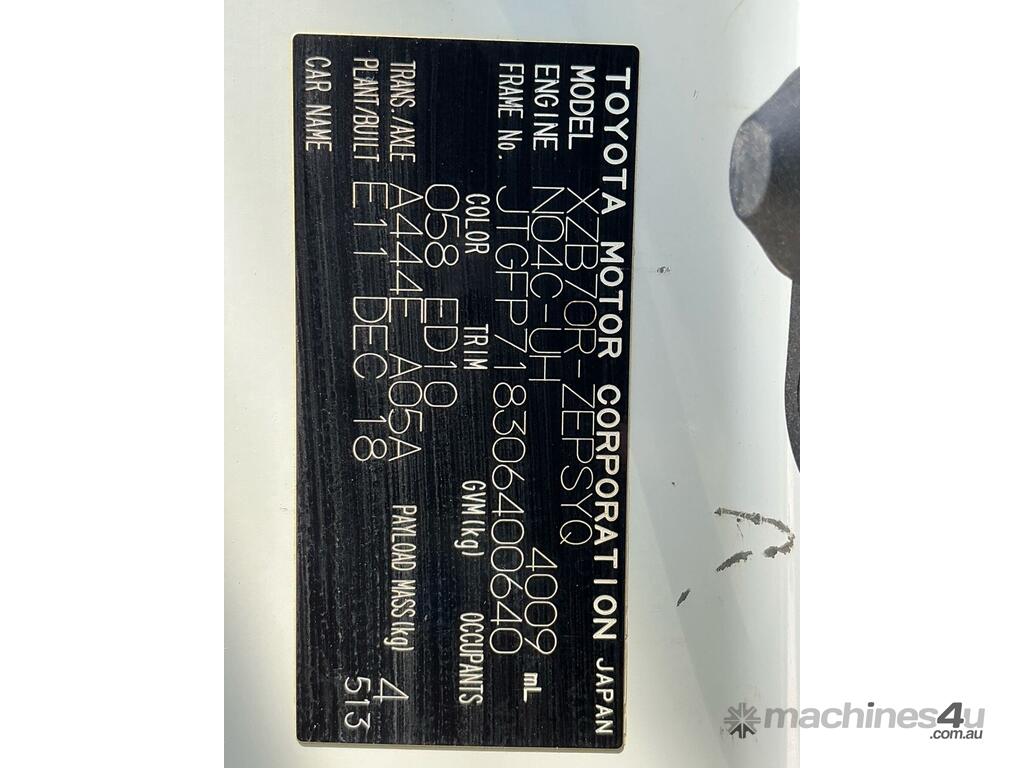 TOYOTA MOTOR CORPORATION JAPAN
MODEL XZB70R-ZEPSYQ
ENGINE N04C-UH 4009 mL
FRAME No. JTGFP718306400640
COLOR TRIM GVM(kg) OCCUPANTS
058 ED10
TRANS./AXLE A444E A05A PAYLOAD MASS(kg) 4
PLANT/BUILT E11 DEC 18 513
CAR NAME
machines4u
.com.au